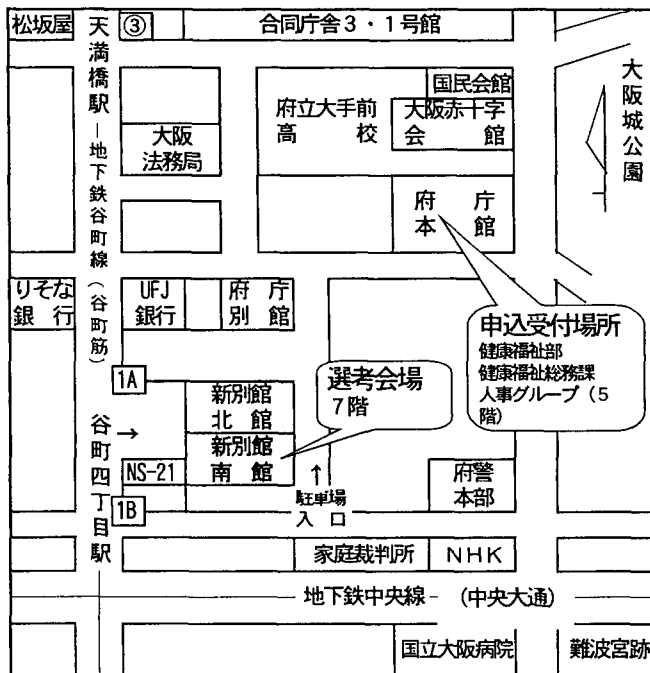 松坂屋
③
合同庁舎3・1号館
天満橋駅―地下鉄谷町線(谷町筋)
谷町四丁目駅
国民会館
府立大手前
高　校
大阪赤十字
会　館
大阪城公園
大阪
法務局
府　庁
本　館
りそな
銀　行
UFJ
銀行
府　庁
別　館
申込受付場所
健康福祉部
健康福祉総務課
人事グループ(5
階)
選考会場
7階
1A
新別館
北　館
→
新別館
南　館
NS-21
↑
駐車場
入　口
府警
本部
1B
家庭裁判所
NHK
地下鉄中央線-　(中央大通)
国立大阪病院
難波宮跡